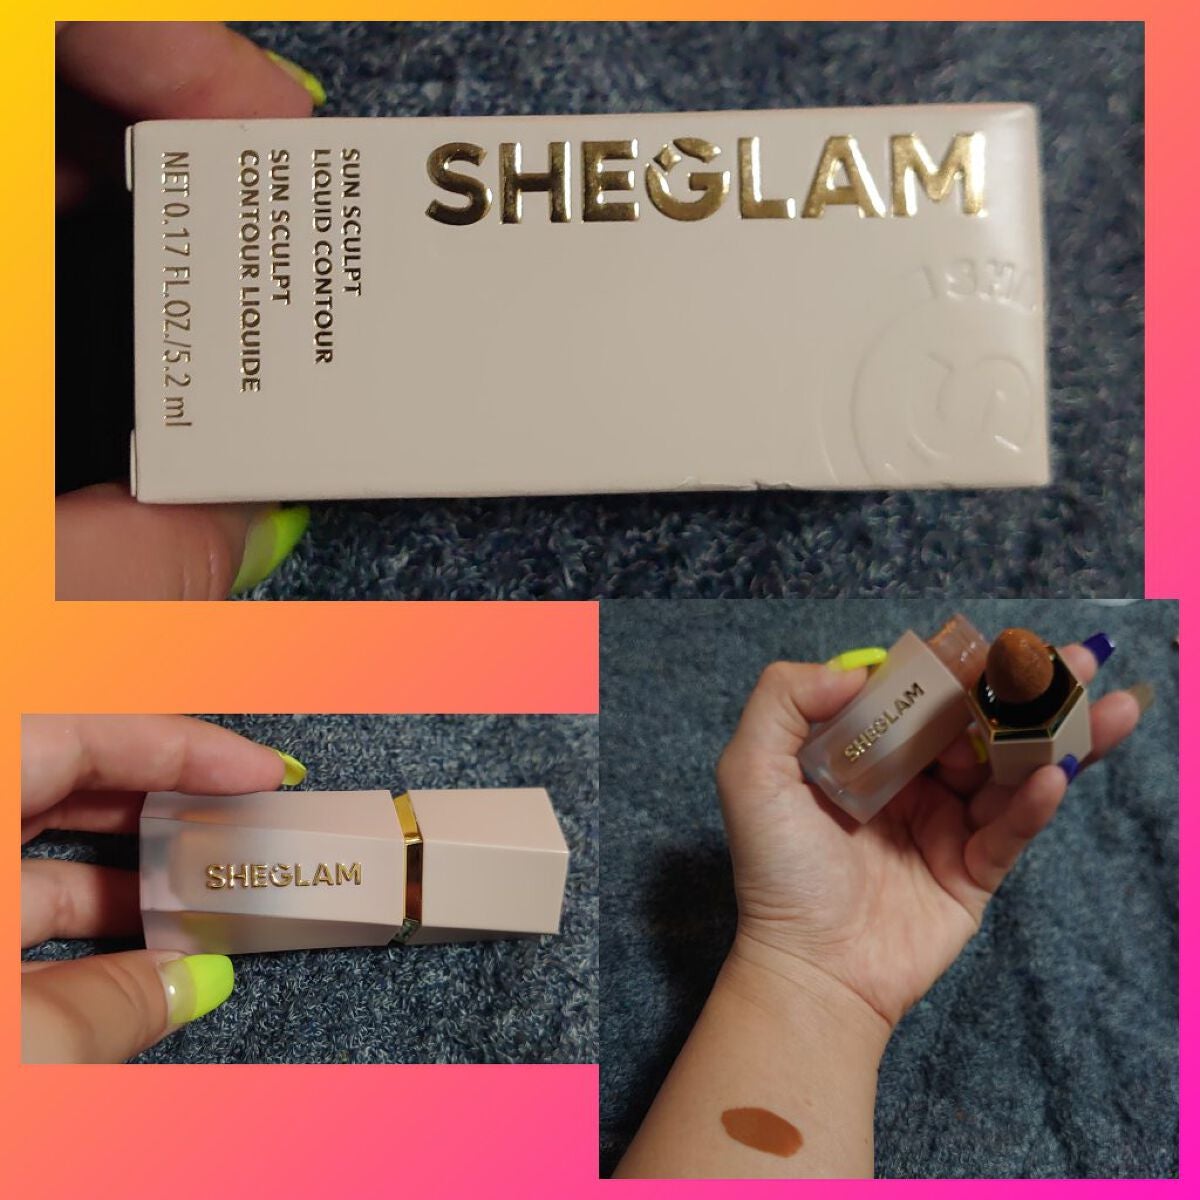 SHEGLAM
SUN SCULPT
LIQUID CONTOUR
SUN SCULPT
CONTOUR LIQUIDE
NET 0.17 FL.OZ./5.2 ml
SHEGLAM
SHEGLAM